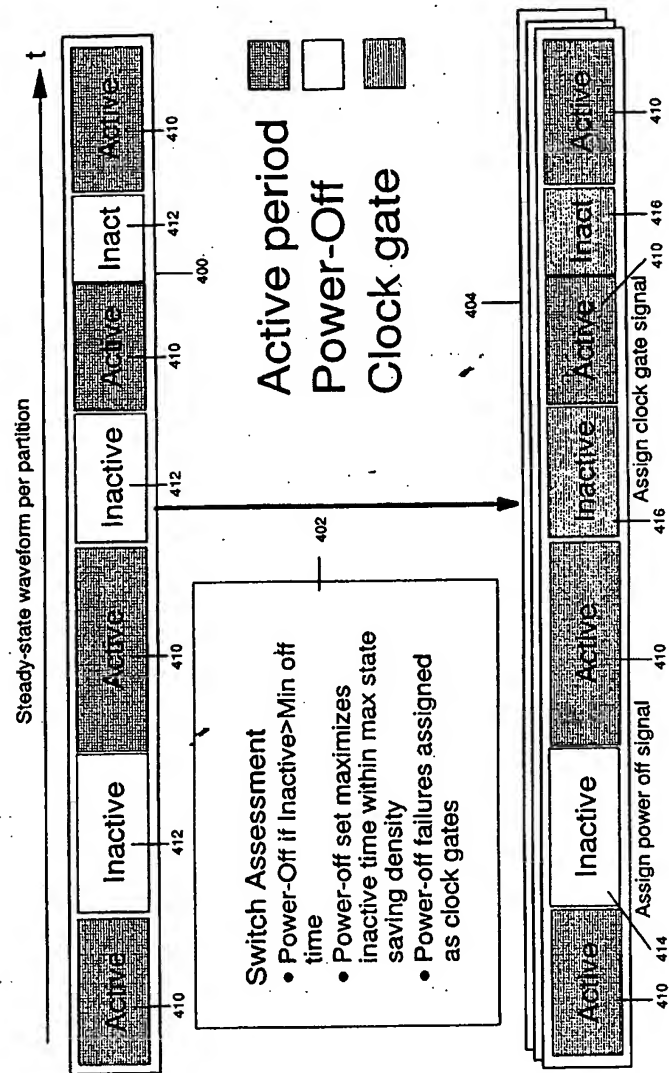 Steady-state waveform per partition
t
Active
Inactive
Active
Inactive
Active
Inact
Active
410
412
410
412
410
412
410
400
Switch Assessment
• Power-Off if Inactive>Min off
time
• Power-off set maximizes
inactive time within max state
saving density
• Power-off failures assigned
as clock gates
402
Active period
Power-Off
Clock gate
404
Active
Inactive
Active
Inactive
Active
Inact
Active
410
414
Assign power off signal
410
416
Assign clock gate signal
410
416
410